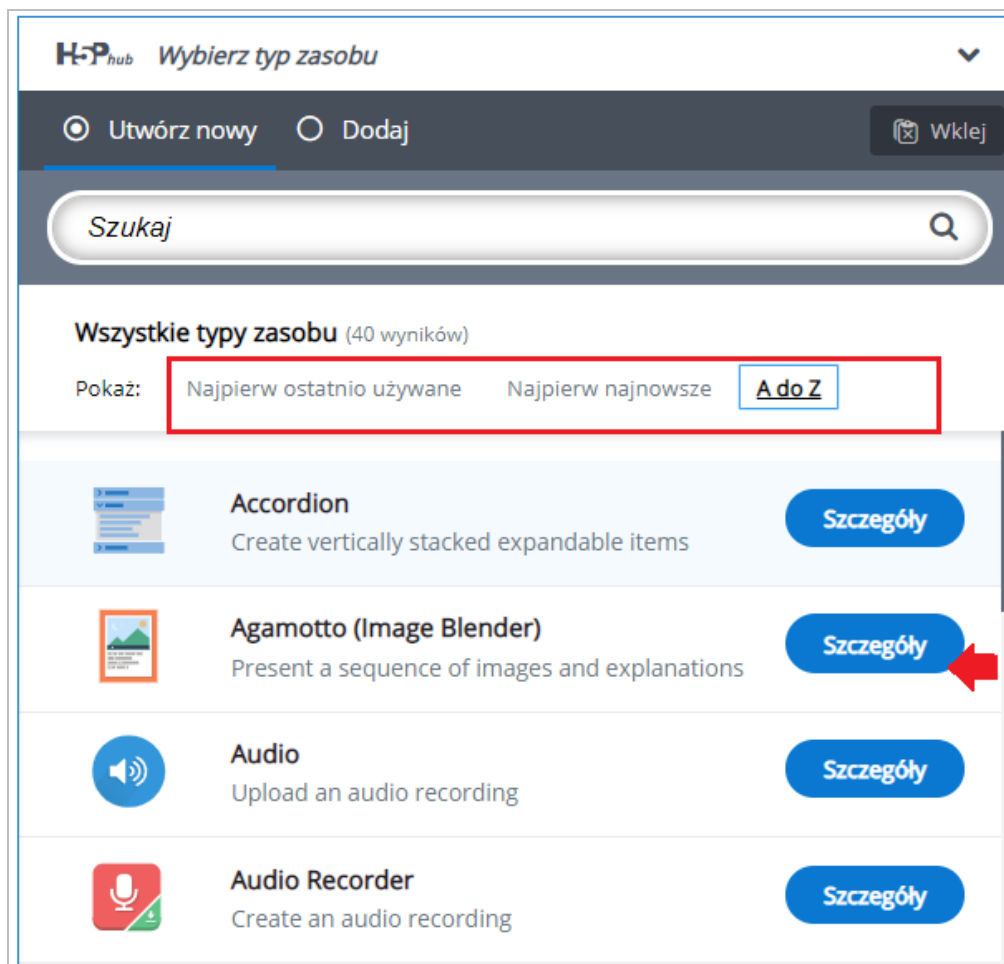 H5Phub Wybierz typ zasobu
Utwórz nowy Dodaj Wklej
Szukaj
Wszystkie typy zasobu (40 wyników)
Pokaż: Najpierw ostatnio używane Najpierw najnowsze A do Z
Accordion
Create vertically stacked expandable items
Szczegóły
Agamotto (Image Blender)
Present a sequence of images and explanations
Szczegóły
Audio
Upload an audio recording
Szczegóły
Audio Recorder
Create an audio recording
Szczegóły